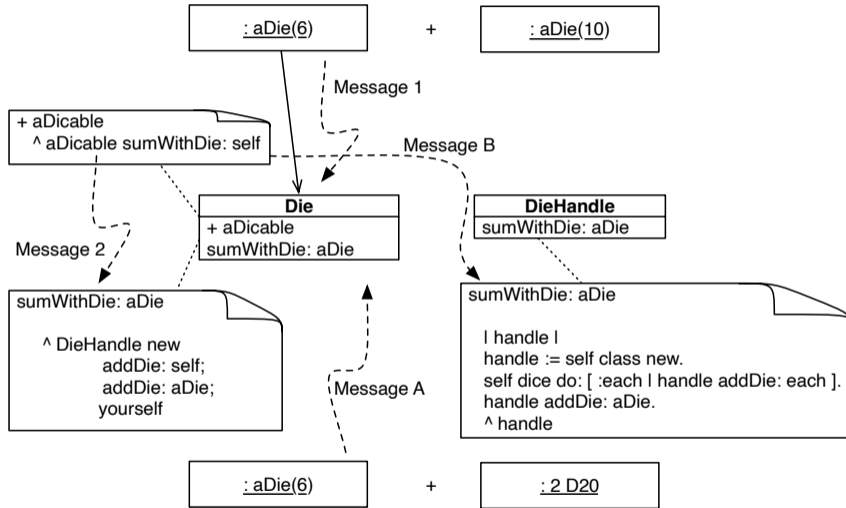 : aDie(6) + : aDie(10)
Message 1
+ aDicable
^ aDicable sumWithDie: self
Message B
Die
+ aDicable
sumWithDie: aDie
DieHandle
sumWithDie: aDie
Message 2
sumWithDie: aDie
^ DieHandle new
addDie: self;
addDie: aDie;
yourself
Message A
sumWithDie: aDie
| handle |
handle := self class new.
self dice do: [ :each | handle addDie: each ].
handle addDie: aDie.
^ handle
: aDie(6) + : 2 D20